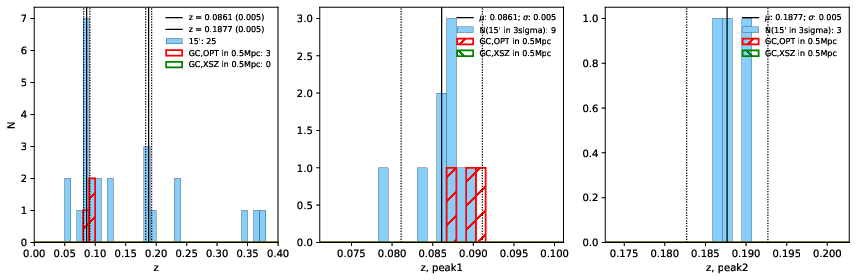 z = 0.0861 (0.005)
z = 0.1877 (0.005)
15': 25
GC,OPT in 0.5Mpc: 3
GC,XSZ in 0.5Mpc: 0
N
7
6
5
4
3
2
1
0
0.00 0.05 0.10 0.15 0.20 0.25 0.30 0.35 0.40
z
μ: 0.0861; σ: 0.005
N(15' in 3sigma): 9
GC,OPT in 0.5Mpc
GC,XSZ in 0.5Mpc
3.0
2.5
2.0
1.5
1.0
0.5
0.0
0.075 0.080 0.085 0.090 0.095 0.100
z, peak1
μ: 0.1877; σ: 0.005
N(15' in 3sigma): 3
GC,OPT in 0.5Mpc
GC,XSZ in 0.5Mpc
1.0
0.8
0.6
0.4
0.2
0.0
0.175 0.180 0.185 0.190 0.195 0.200
z, peak2